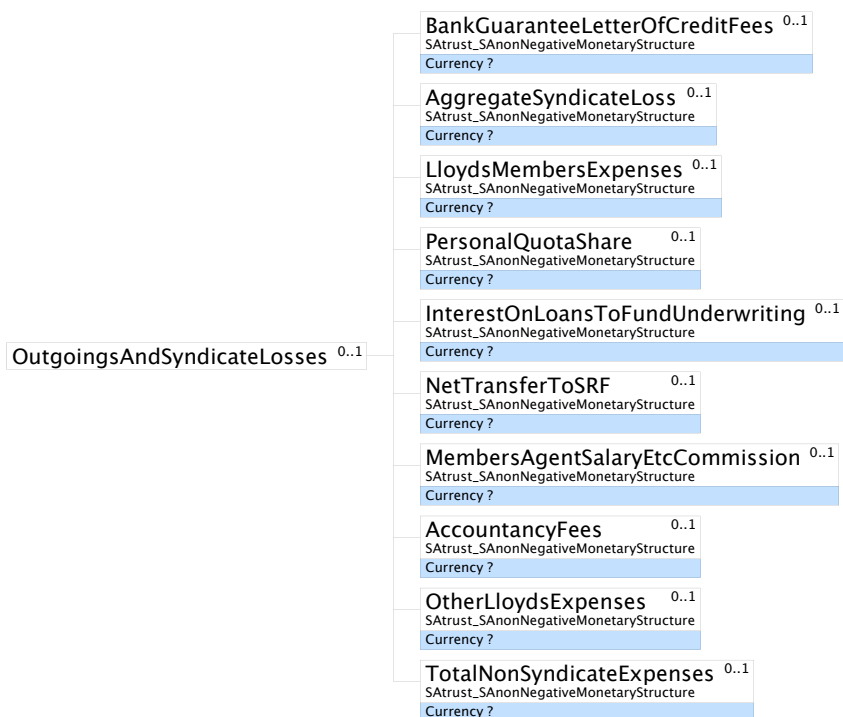 BankGuaranteeLetterOfCreditFees 0..1
SAtrust_SAnonNegativeMonetaryStructure
Currency ?
AggregateSyndicateLoss 0..1
SAtrust_SAnonNegativeMonetaryStructure
Currency ?
LloydsMembersExpenses 0..1
SAtrust_SAnonNegativeMonetaryStructure
Currency ?
PersonalQuotaShare 0..1
SAtrust_SAnonNegativeMonetaryStructure
Currency ?
InterestOnLoansToFundUnderwriting 0..1
SAtrust_SAnonNegativeMonetaryStructure
Currency ?
OutgoingsAndSyndicateLosses 0..1
NetTransferToSRF 0..1
SAtrust_SAnonNegativeMonetaryStructure
Currency ?
MembersAgentSalaryEtcCommission 0..1
SAtrust_SAnonNegativeMonetaryStructure
Currency ?
AccountancyFees 0..1
SAtrust_SAnonNegativeMonetaryStructure
Currency ?
OtherLloydsExpenses 0..1
SAtrust_SAnonNegativeMonetaryStructure
Currency ?
TotalNonSyndicateExpenses 0..1
SAtrust_SAnonNegativeMonetaryStructure
Currency ?